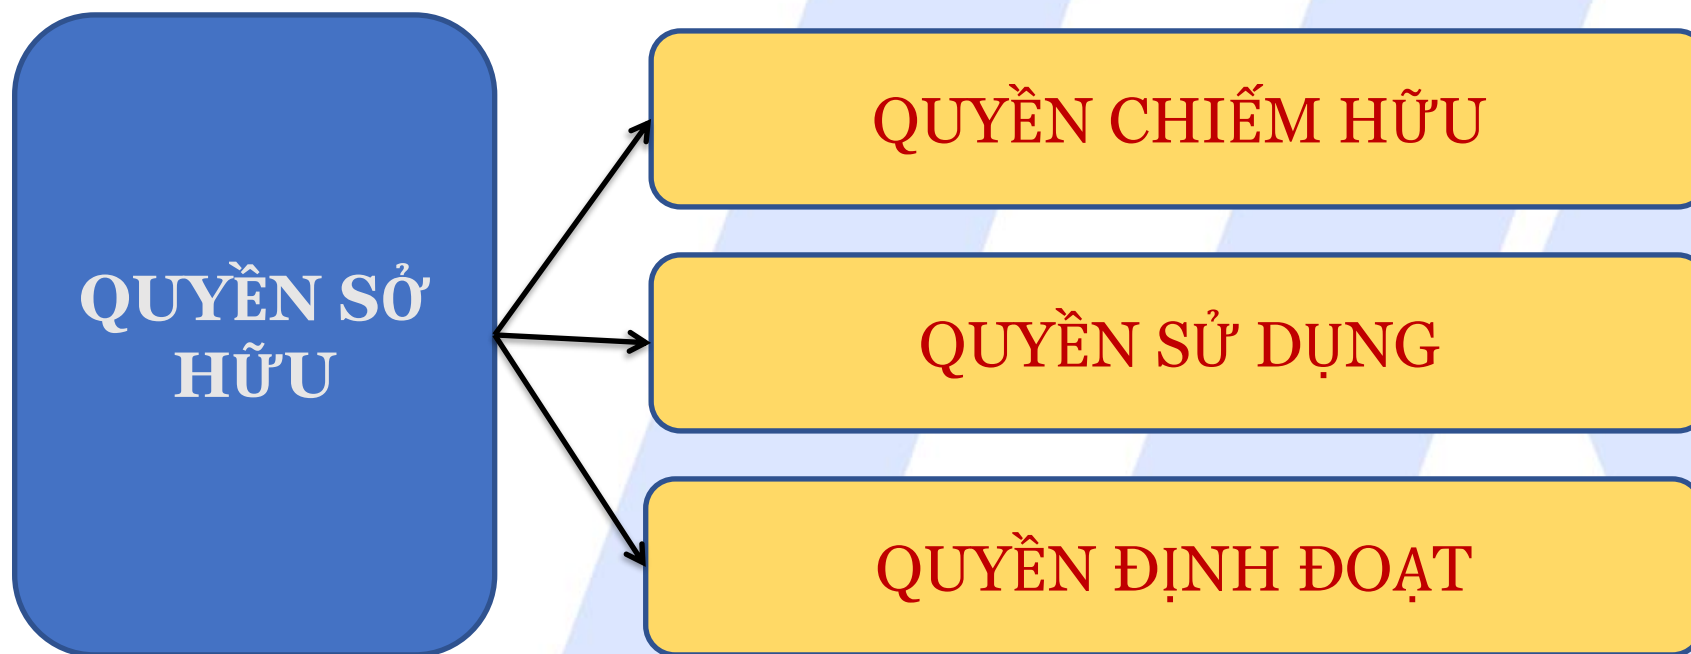 QUYỀN SỞ
HỮU
QUYỀN CHIẾM HỮU
QUYỀN SỬ DỤNG
QUYỀN ĐỊNH ĐOẠT